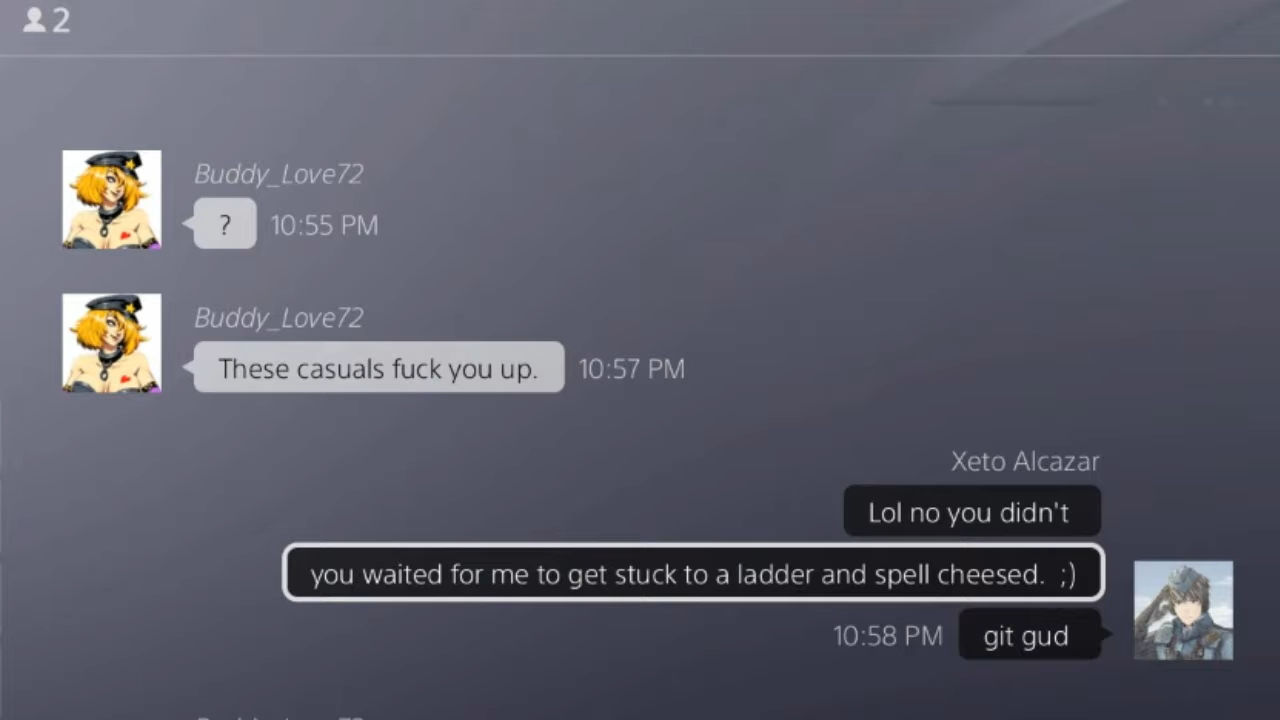 2
Buddy_Love72
?
10:55 PM
Buddy_Love72
These casuals fuck you up.
10:57 PM
Xeto Alcazar
Lol no you didn't
you waited for me to get stuck to a ladder and spell cheesed.  ;)
10:58 PM
git gud